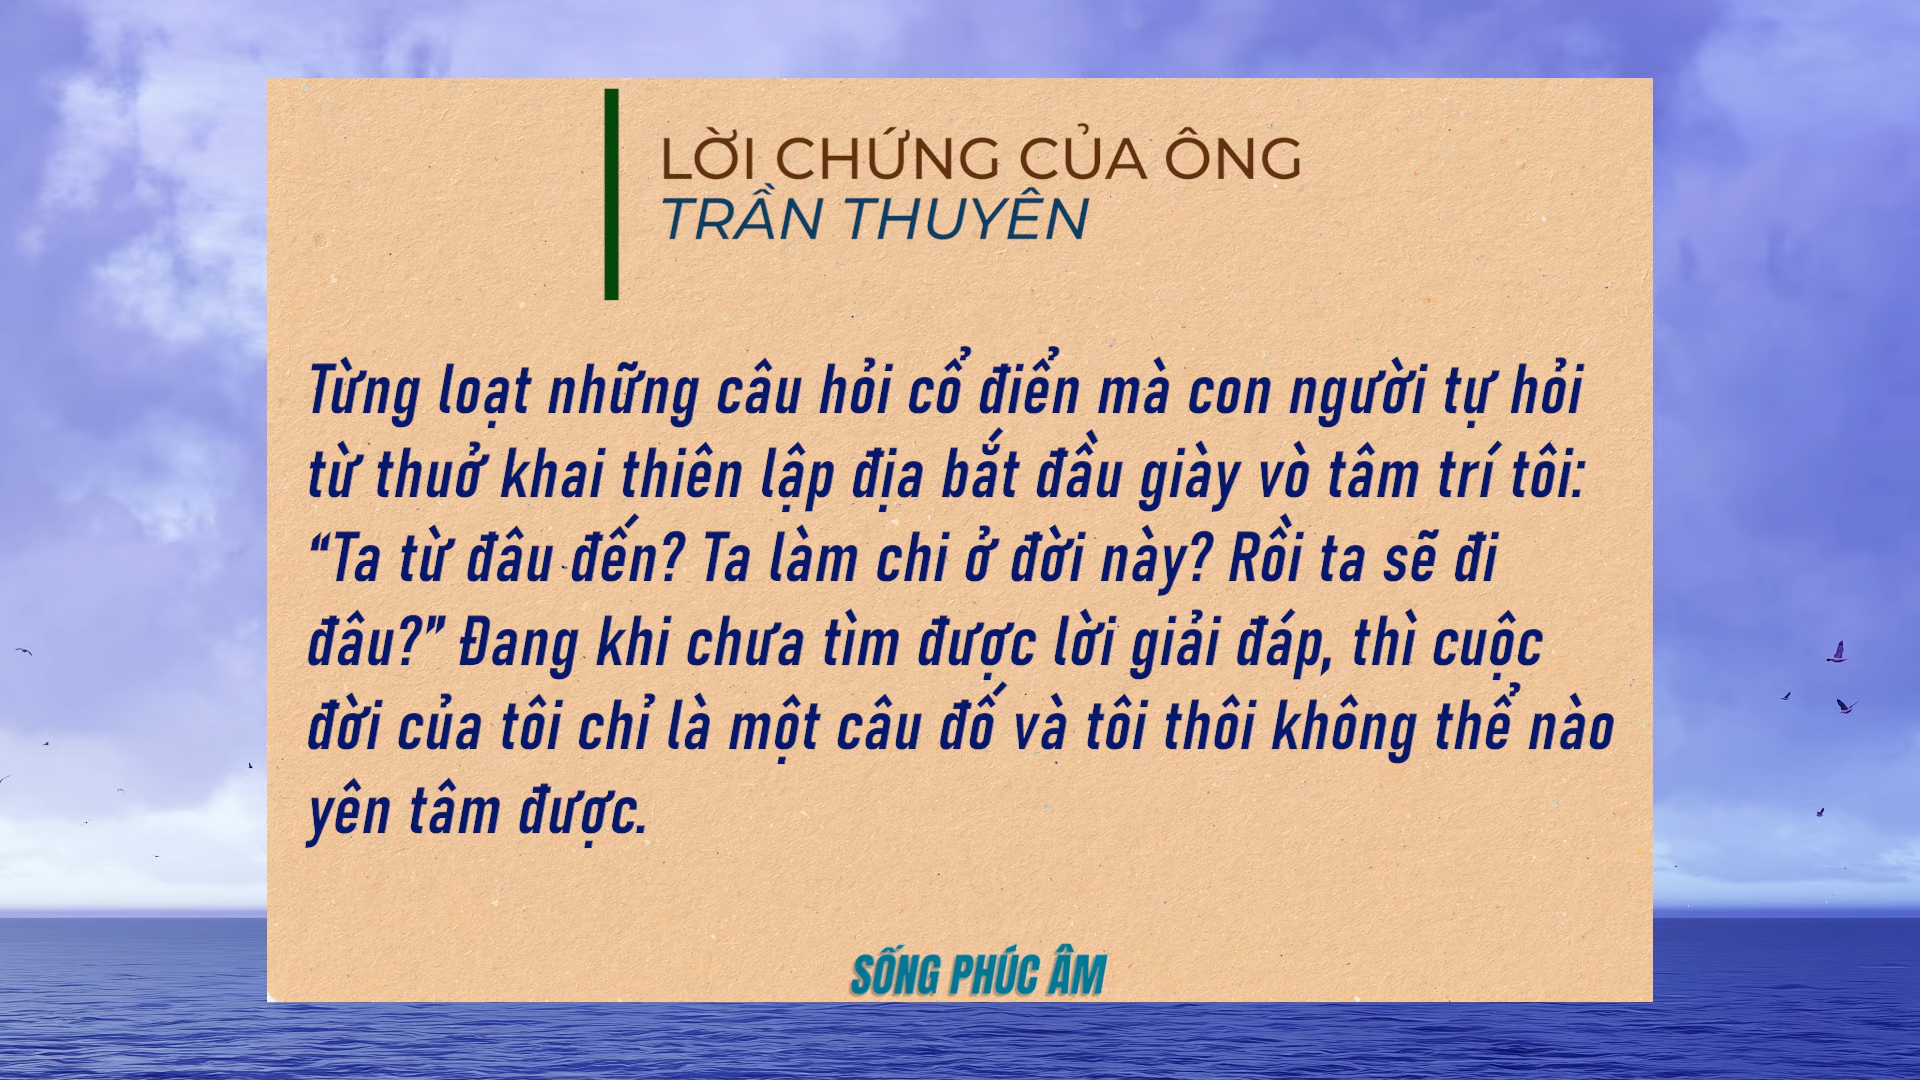 LỜI CHỨNG CỦA ÔNG
TRẦN THUYÊN
Từng loạt những câu hỏi cổ điển mà con người tự hỏi
từ thuở khai thiên lập địa bắt đầu giày vò tâm trí tôi:
“Ta từ đâu đến? Ta làm chi ở đời này? Rồi ta sẽ đi
đâu?” Đang khi chưa tìm được lời giải đáp, thì cuộc
đời của tôi chỉ là một câu đố và tôi thôi không thể nào
yên tâm được.
SỐNG PHÚC ÂM